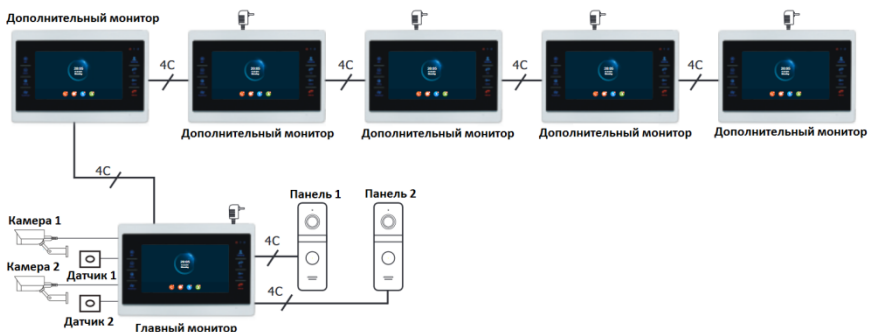 Дополнительный монитор
4C
4C
4C
4C
Дополнительный монитор
Дополнительный монитор
Дополнительный монитор
Дополнительный монитор
4C
Панель 1
Панель 2
Камера 1
4C
Камера 2
Датчик 1
4C
Датчик 2
Главный монитор